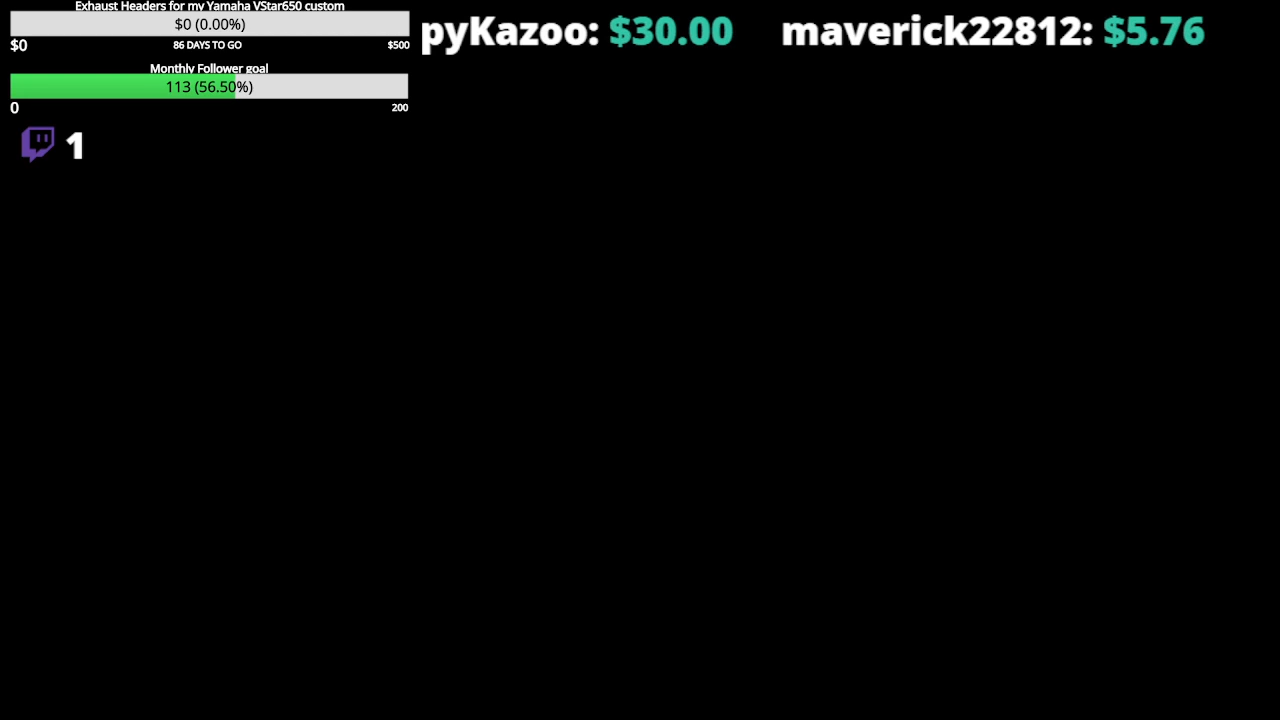 Exhaust Headers for my Yamaha VStar650 custom
$0 (0.00%)
$0 86 DAYS TO GO $500
Monthly Follower goal
113 (56.50%)
0 200
1
pyKazoo: $30.00 maverick22812: $5.76